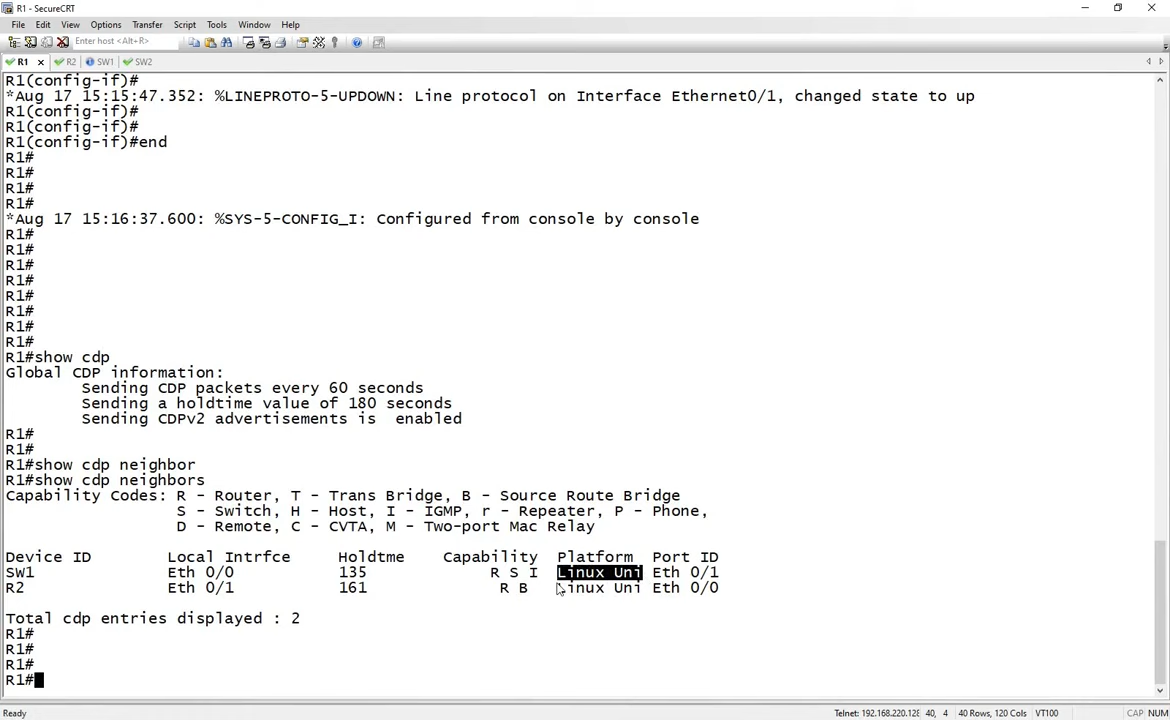 R1 - SecureCRT
File Edit View Options Transfer Script Tools Window Help
Enter host <Alt+R>
R1 R2 SW1 SW2
R1(config-if)#
*Aug 17 15:15:47.352: %LINEPROTO-5-UPDOWN: Line protocol on Interface Ethernet0/1, changed state to up
R1(config-if)#
R1(config-if)#
R1(config-if)#end
R1#
R1#
R1#
R1#
*Aug 17 15:16:37.600: %SYS-5-CONFIG_I: Configured from console by console
R1#
R1#
R1#
R1#
R1#
R1#
R1#
R1#
R1#show cdp
Global CDP information:
Sending CDP packets every 60 seconds
Sending a holdtime value of 180 seconds
Sending CDPv2 advertisements is  enabled
R1#
R1#
R1#show cdp neighbor
R1#show cdp neighbors
Capability Codes: R - Router, T - Trans Bridge, B - Source Route Bridge
S - Switch, H - Host, I - IGMP, r - Repeater, P - Phone,
D - Remote, C - CVTA, M - Two-port Mac Relay
Device ID Local Intrfce Holdtme Capability Platform Port ID
SW1 Eth 0/0 135 R S I Linux Uni Eth 0/1
R2 Eth 0/1 161 R B Linux Uni Eth 0/0
Total cdp entries displayed : 2
R1#
R1#
R1#
R1#
Ready Telnet: 192.168.220.128 40, 4 40 Rows, 120 Cols VT100 CAP NUM